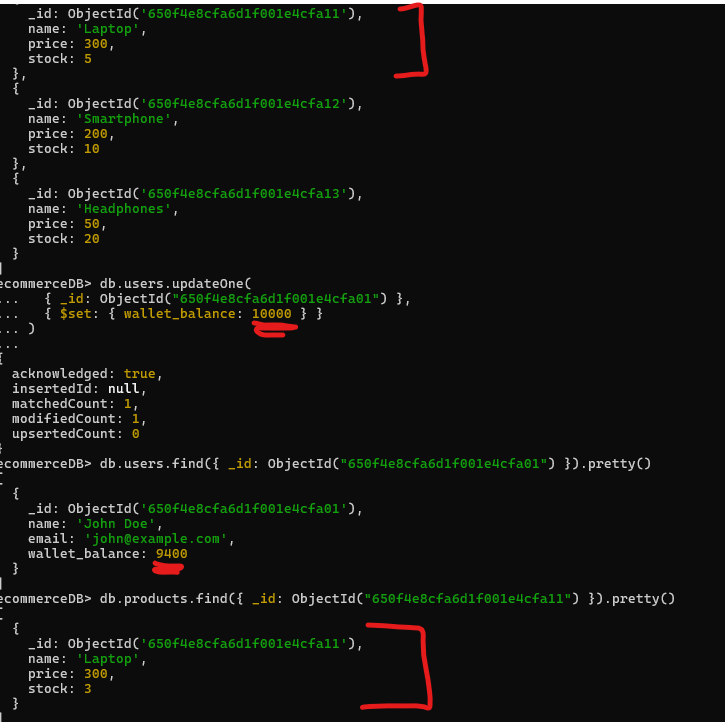 _id: ObjectId('650f4e8cfa6d1f001e4cfa11'),
name: 'Laptop',
price: 300,
stock: 5
},
{
_id: ObjectId('650f4e8cfa6d1f001e4cfa12'),
name: 'Smartphone',
price: 200,
stock: 10
},
{
_id: ObjectId('650f4e8cfa6d1f001e4cfa13'),
name: 'Headphones',
price: 50,
stock: 20
}
]
ecommerceDB> db.users.updateOne(
... { _id: ObjectId("650f4e8cfa6d1f001e4cfa01") },
... { $set: { wallet_balance: 10000 } }
... )
...
{
acknowledged: true,
insertedId: null,
matchedCount: 1,
modifiedCount: 1,
upsertedCount: 0
}
ecommerceDB> db.users.find({ _id: ObjectId("650f4e8cfa6d1f001e4cfa01") }).pretty()
[
{
_id: ObjectId('650f4e8cfa6d1f001e4cfa01'),
name: 'John Doe',
email: 'john@example.com',
wallet_balance: 9400
}
]
ecommerceDB> db.products.find({ _id: ObjectId("650f4e8cfa6d1f001e4cfa11") }).pretty()
[
{
_id: ObjectId('650f4e8cfa6d1f001e4cfa11'),
name: 'Laptop',
price: 300,
stock: 3
}
]